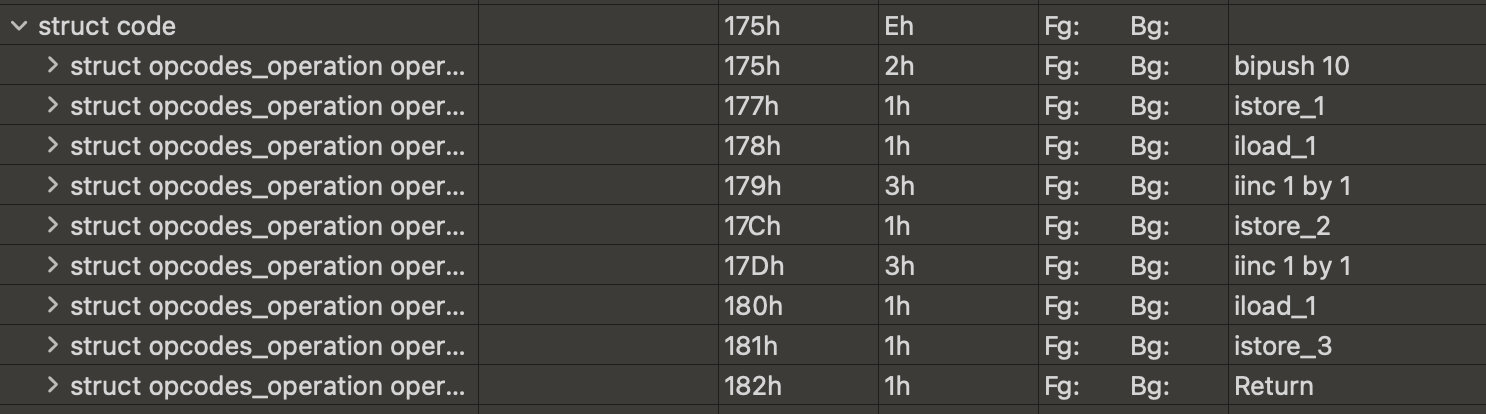 struct code 175h Eh Fg: Bg:
struct opcodes_operation oper... 175h 2h Fg: Bg: bipush 10
struct opcodes_operation oper... 177h 1h Fg: Bg: istore_1
struct opcodes_operation oper... 178h 1h Fg: Bg: iload_1
struct opcodes_operation oper... 179h 3h Fg: Bg: iinc 1 by 1
struct opcodes_operation oper... 17Ch 1h Fg: Bg: istore_2
struct opcodes_operation oper... 17Dh 3h Fg: Bg: iinc 1 by 1
struct opcodes_operation oper... 180h 1h Fg: Bg: iload_1
struct opcodes_operation oper... 181h 1h Fg: Bg: istore_3
struct opcodes_operation oper... 182h 1h Fg: Bg: Return